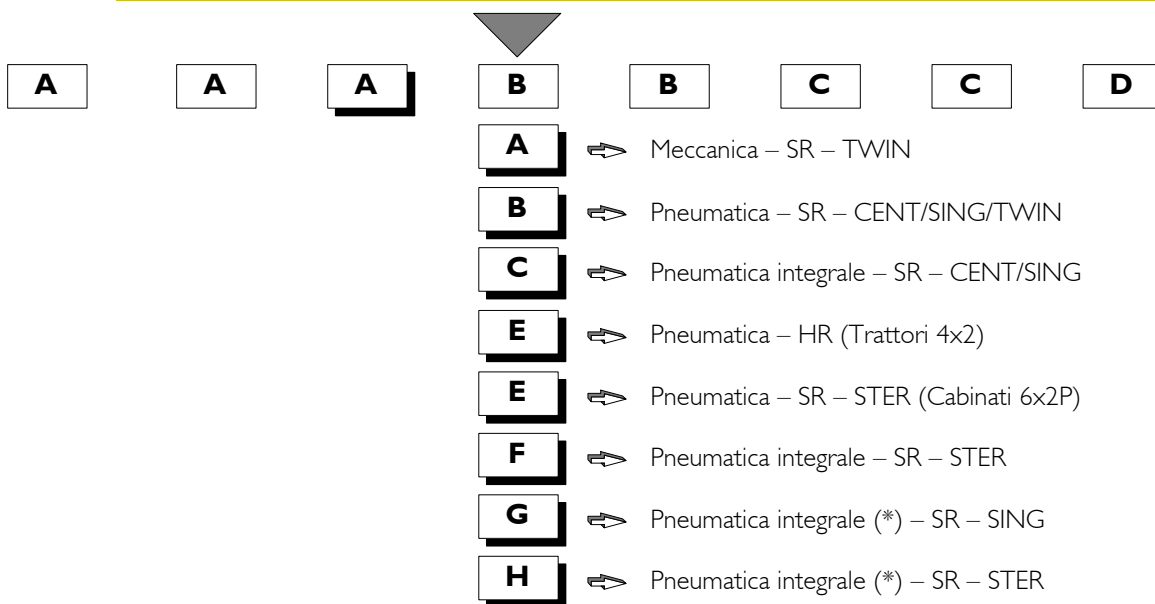 A A A B B C C D
A Meccanica – SR – TWIN
B Pneumatica – SR – CENT/SING/TWIN
C Pneumatica integrale – SR – CENT/SING
E Pneumatica – HR (Trattori 4x2)
E Pneumatica – SR – STER (Cabinati 6x2P)
F Pneumatica integrale – SR – STER
G Pneumatica integrale (*) – SR – SING
H Pneumatica integrale (*) – SR – STER